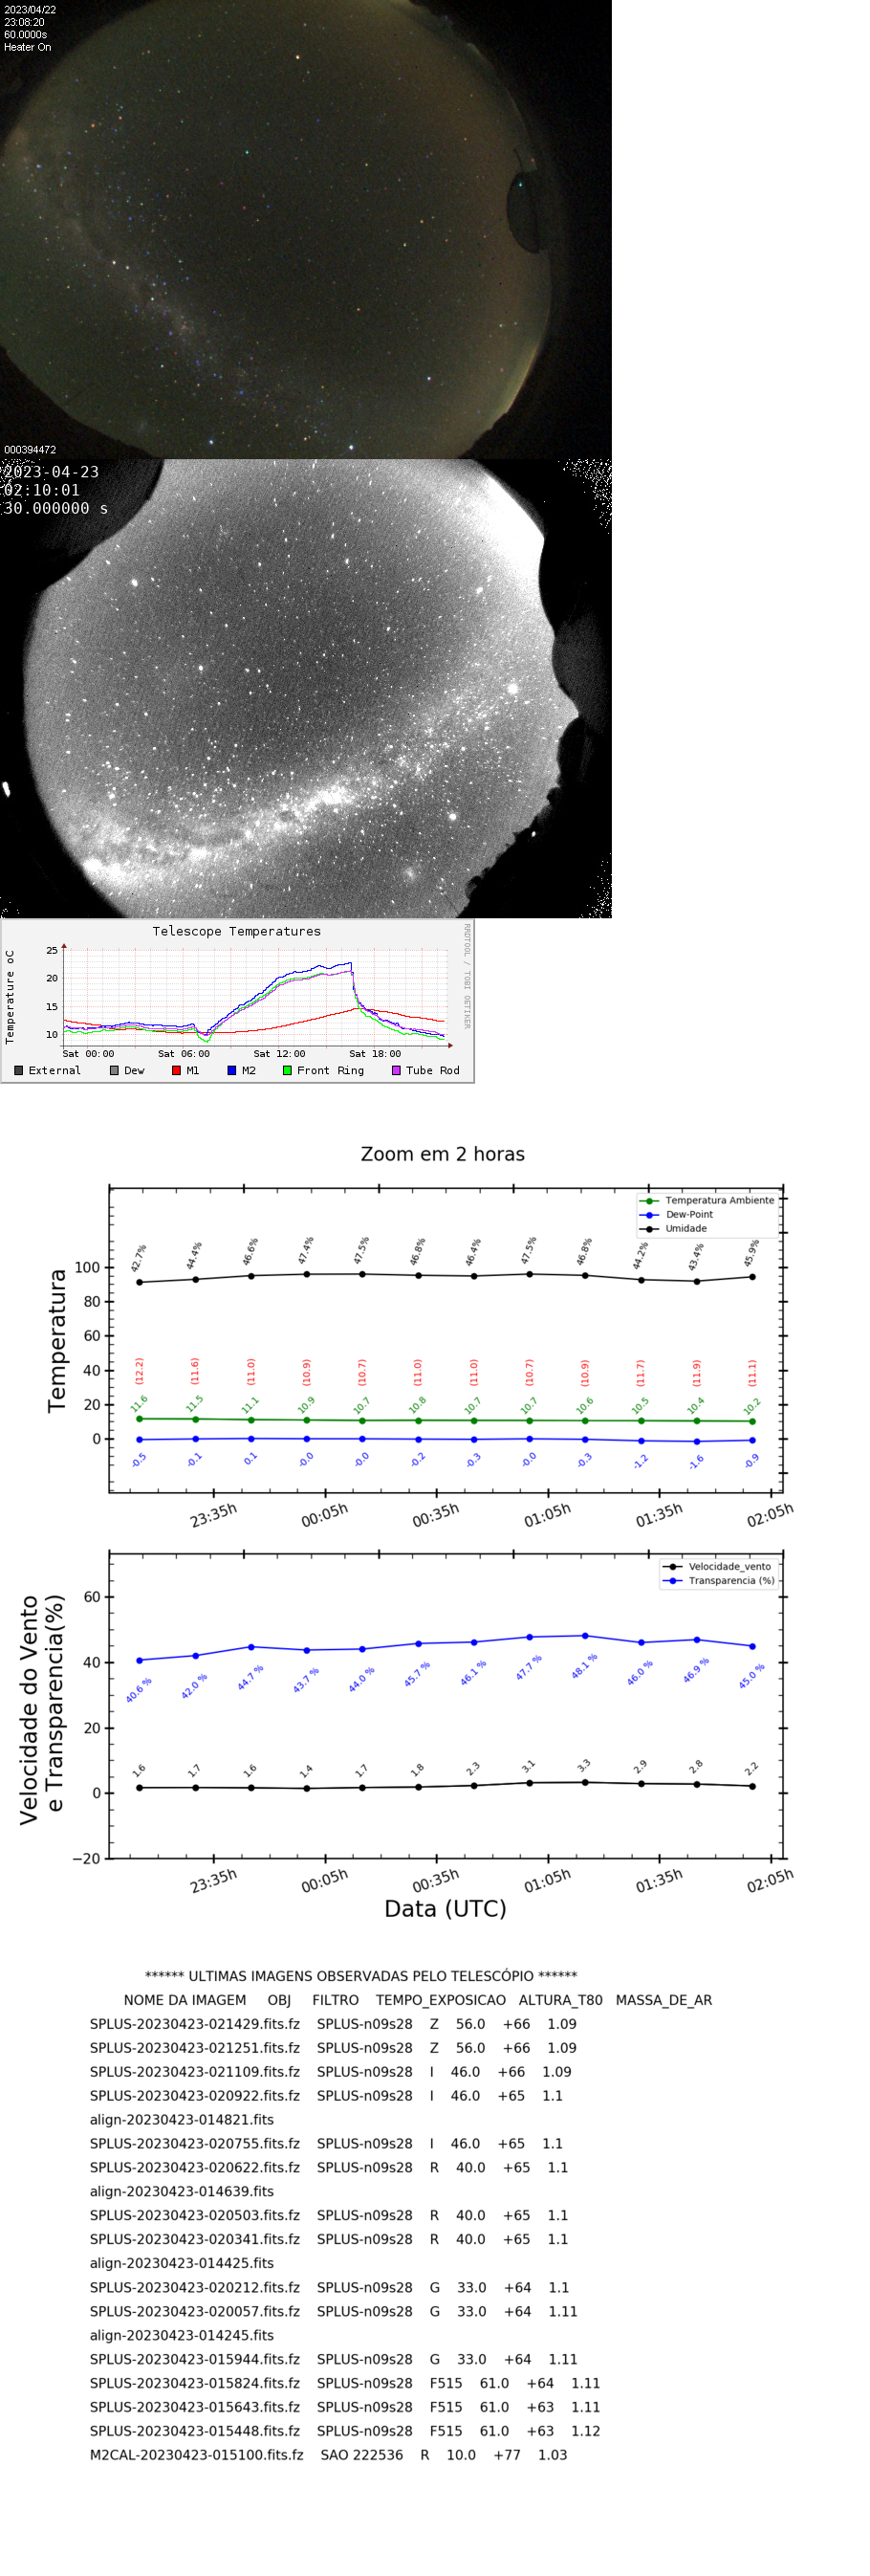 2023/04/22
23:08:20
60.0000s
Heater On
000394472
2023-04-23
02:10:01
30.000000 s
Telescope Temperatures
RRDTOOL / TOBI OETIKER
Temperature oC
25
20
15
10
Sat 00:00 Sat 06:00 Sat 12:00 Sat 18:00
External Dew M1 M2 Front Ring Tube Rod
Zoom em 2 horas
Temperatura Ambiente
Dew-Point
Umidade
42.7% 44.4% 46.6% 47.4% 47.5% 46.8% 46.4% 47.5% 46.8% 44.2% 43.4% 45.9%
Temperatura
100
80
60
40
20
0
(12.2) (11.6) (11.0) (10.9) (10.7) (11.0) (11.0) (10.7) (10.9) (11.7) (11.9) (11.1)
11.6 11.5 11.1 10.9 10.7 10.8 10.7 10.7 10.6 10.5 10.4 10.2
-0.5 -0.1 0.1 -0.0 -0.0 -0.2 -0.3 -0.0 -0.3 -1.2 -1.6 -0.9
23:35h 00:05h 00:35h 01:05h 01:35h 02:05h
Velocidade_vento
Transparencia (%)
Velocidade do Vento
e Transparencia(%)
60
40
20
0
−20
40.6 % 42.0 % 44.7 % 43.7 % 44.0 % 45.7 % 46.1 % 47.7 % 48.1 % 46.0 % 46.9 % 45.0 %
1.6 1.7 1.6 1.4 1.7 1.8 2.3 3.1 3.3 2.9 2.8 2.2
23:35h 00:05h 00:35h 01:05h 01:35h 02:05h
Data (UTC)
****** ULTIMAS IMAGENS OBSERVADAS PELO TELESCÓPIO ******
NOME DA IMAGEM OBJ FILTRO TEMPO_EXPOSICAO ALTURA_T80 MASSA_DE_AR
SPLUS-20230423-021429.fits.fz SPLUS-n09s28 Z 56.0 +66 1.09
SPLUS-20230423-021251.fits.fz SPLUS-n09s28 Z 56.0 +66 1.09
SPLUS-20230423-021109.fits.fz SPLUS-n09s28 I 46.0 +66 1.09
SPLUS-20230423-020922.fits.fz SPLUS-n09s28 I 46.0 +65 1.1
align-20230423-014821.fits
SPLUS-20230423-020755.fits.fz SPLUS-n09s28 I 46.0 +65 1.1
SPLUS-20230423-020622.fits.fz SPLUS-n09s28 R 40.0 +65 1.1
align-20230423-014639.fits
SPLUS-20230423-020503.fits.fz SPLUS-n09s28 R 40.0 +65 1.1
SPLUS-20230423-020341.fits.fz SPLUS-n09s28 R 40.0 +65 1.1
align-20230423-014425.fits
SPLUS-20230423-020212.fits.fz SPLUS-n09s28 G 33.0 +64 1.1
SPLUS-20230423-020057.fits.fz SPLUS-n09s28 G 33.0 +64 1.11
align-20230423-014245.fits
SPLUS-20230423-015944.fits.fz SPLUS-n09s28 G 33.0 +64 1.11
SPLUS-20230423-015824.fits.fz SPLUS-n09s28 F515 61.0 +64 1.11
SPLUS-20230423-015643.fits.fz SPLUS-n09s28 F515 61.0 +63 1.11
SPLUS-20230423-015448.fits.fz SPLUS-n09s28 F515 61.0 +63 1.12
M2CAL-20230423-015100.fits.fz SAO 222536 R 10.0 +77 1.03